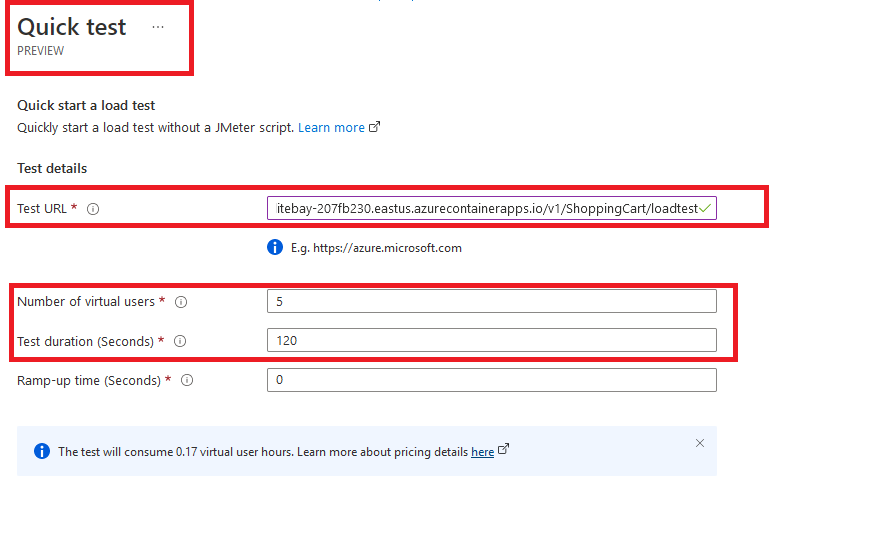 Quick test ...
PREVIEW
Quick start a load test
Quickly start a load test without a JMeter script. Learn more
Test details
Test URL * itebay-207fb230.eastus.azurecontainerapps.io/v1/ShoppingCart/loadtest
E.g. https://azure.microsoft.com
Number of virtual users * 5
Test duration (Seconds) * 120
Ramp-up time (Seconds) * 0
The test will consume 0.17 virtual user hours. Learn more about pricing details here